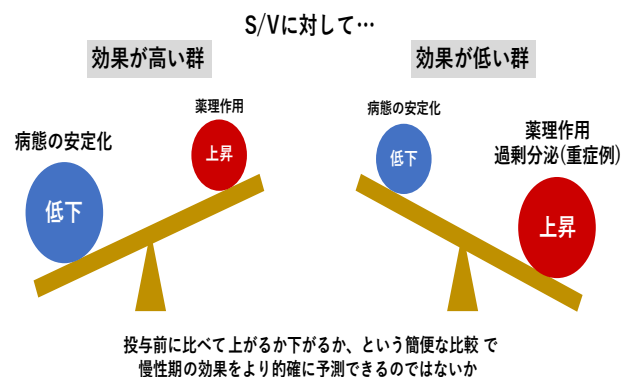 S/Vに対して…
効果が高い群
効果が低い群
薬理作用
上昇
病態の安定化
低下
病態の安定化
低下
薬理作用
過剰分泌(重症例)
上昇
投与前に比べて上がるか下がるか、という簡便な比較 で
慢性期の効果をより的確に予測できるのではないか